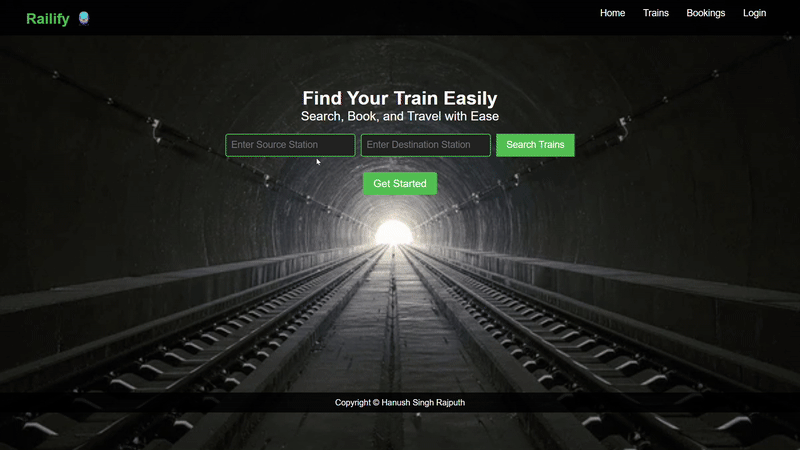 Railify
Home Trains Bookings Login
Find Your Train Easily
Search, Book, and Travel with Ease
Enter Source Station Enter Destination Station Search Trains
Get Started
Copyright © Hanush Singh Rajputh